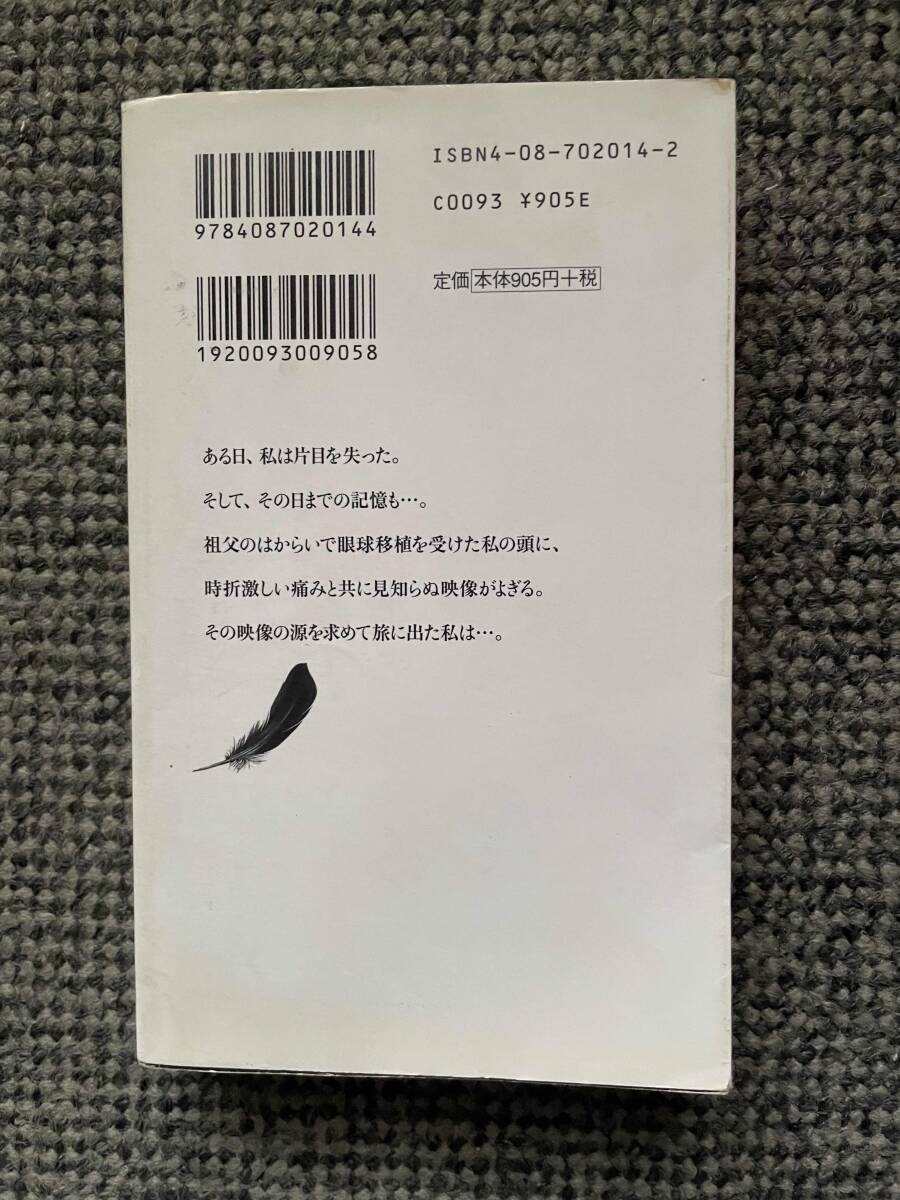 ISBN4-08-702014-2
9784087020144
C0093 ¥905E
定価 本体905円+税
1920093009058
ある日、私は片目を失った。
そして、その日までの記憶も…。
祖父のはからいで眼球移植を受けた私の頭に、
時折激しい痛みと共に見知らぬ映像がよぎる。
その映像の源を求めて旅に出た私は…。